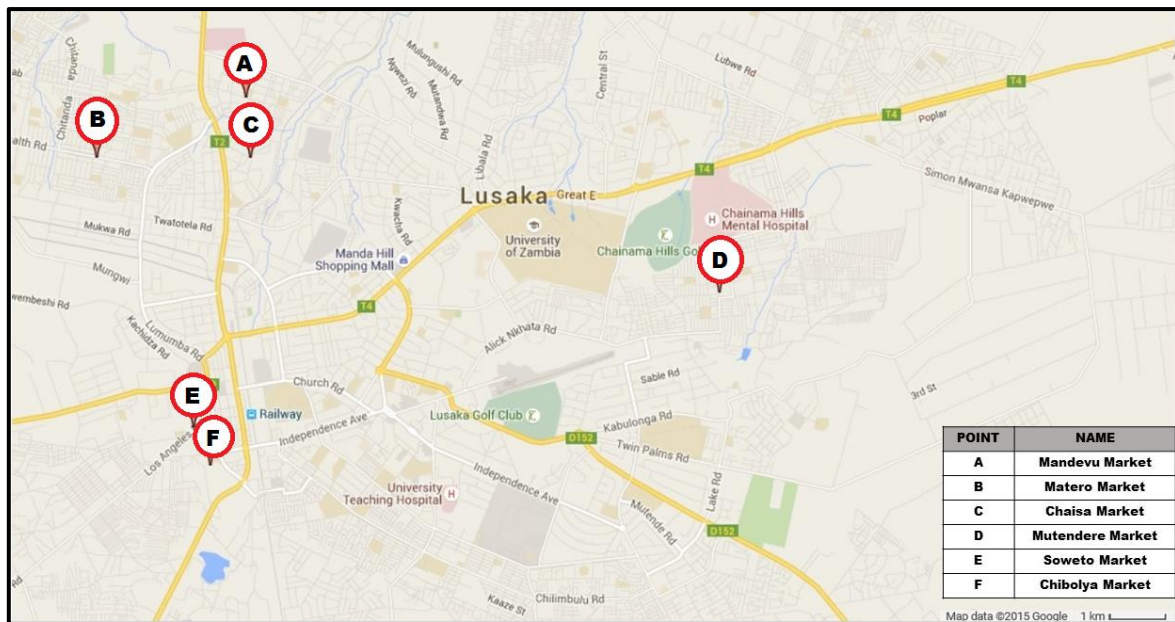 Chitanda
Chitanda
ab
A
B
C
alth Rd
T2
Mulungushi Rd
Ngwezi Rd
Mutandwa Rd
Central St
Lubwe Rd
T4
T4
Poplar
T4
Simon Mwansa Kapwepwe
Libala Rd
Lusaka
Great E
Kwacha Rd
Twatotela Rd
Mukwa Rd
Mungwi
Manda Hill
Shopping Mall
University
of Zambia
Chainama Hills Go
H
Chainama Hills
Mental Hospital
D
wembeshi Rd
Kachidza Rd
Lumumba Rd
T4
Alick Nkhata Rd
Church Rd
Sable Rd
3rd St
E
F
Railway
Independence Ave
Los Angeles
Lusaka Golf Club
Kabulonga Rd
D152
Twin Palms Rd
University
Teaching Hospital
H
Independence Ave
Lake Rd
Mutende Rd
D152
Rd
Kaaze St
Chilimbulu Rd
POINT NAME
A Mandevu Market
B Matero Market
C Chaisa Market
D Mutendere Market
E Soweto Market
F Chibolya Market
Map data ©2015 Google 1 km